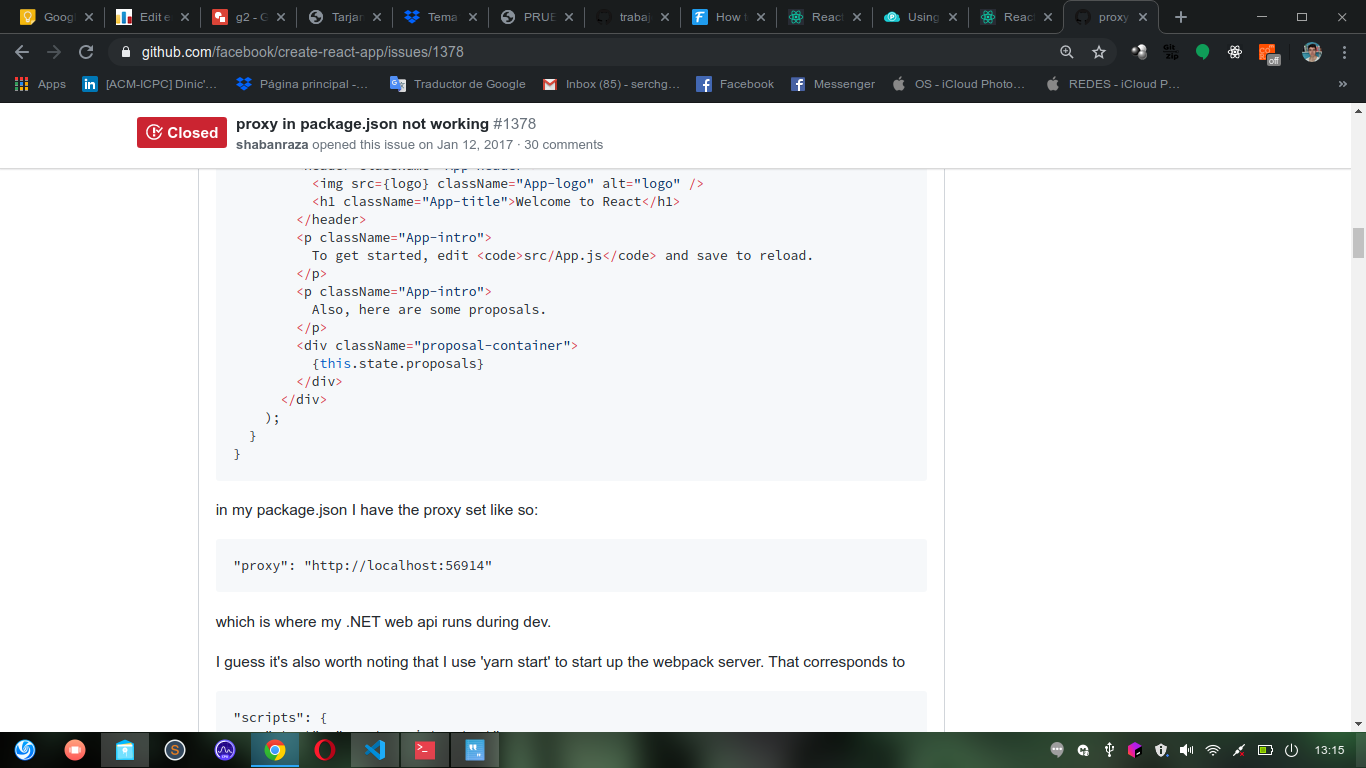 Goog
Edit e
g2 - G
Tarjan
Tema
PRUE
trabaj
How t
React
Using
React
proxy
github.com/facebook/create-react-app/issues/1378
Apps
[ACM-ICPC] Dinic'...
Página principal -...
Traductor de Google
Inbox (85) - serchg...
Facebook
Messenger
OS - iCloud Photo...
REDES - iCloud P...
»
off
Closed
proxy in package.json not working #1378
shabanraza opened this issue on Jan 12, 2017 · 30 comments
<img src={logo} className="App-logo" alt="logo" />
<h1 className="App-title">Welcome to React</h1>
</header>
<p className="App-intro">
To get started, edit <code>src/App.js</code> and save to reload.
</p>
<p className="App-intro">
Also, here are some proposals.
</p>
<div className="proposal-container">
{this.state.proposals}
</div>
</div>
);
}
}
in my package.json I have the proxy set like so:
"proxy": "http://localhost:56914"
which is where my .NET web api runs during dev.
I guess it's also worth noting that I use 'yarn start' to start up the webpack server. That corresponds to
"scripts": {
13:15